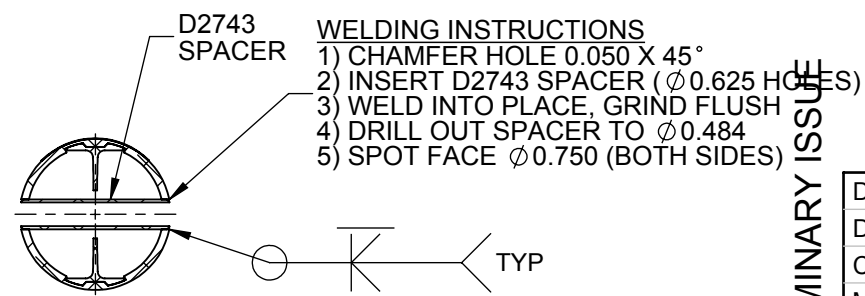 D2743
SPACER
WELDING INSTRUCTIONS
1) CHAMFER HOLE 0.050 X 45°
2) INSERT D2743 SPACER (∅0.625 HOLES)
3) WELD INTO PLACE, GRIND FLUSH
4) DRILL OUT SPACER TO ∅0.484
5) SPOT FACE ∅0.750 (BOTH SIDES)
TYP
ISSUE